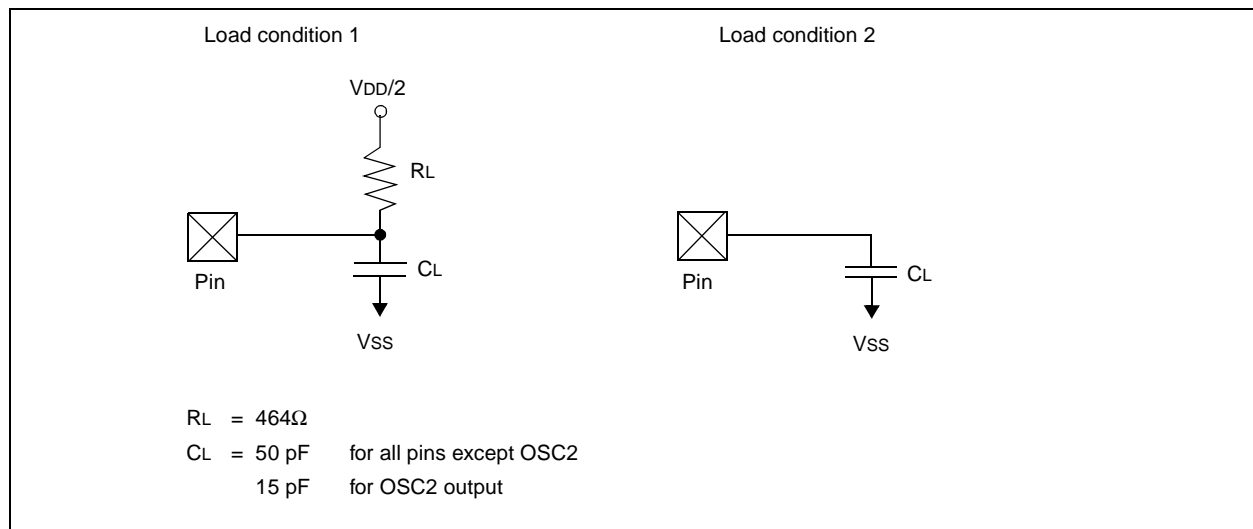 Load condition 1
Load condition 2
VDD/2
RL
Pin
CL
VSS
Pin
CL
VSS
RL = 464Ω
CL = 50 pF for all pins except OSC2
15 pF for OSC2 output